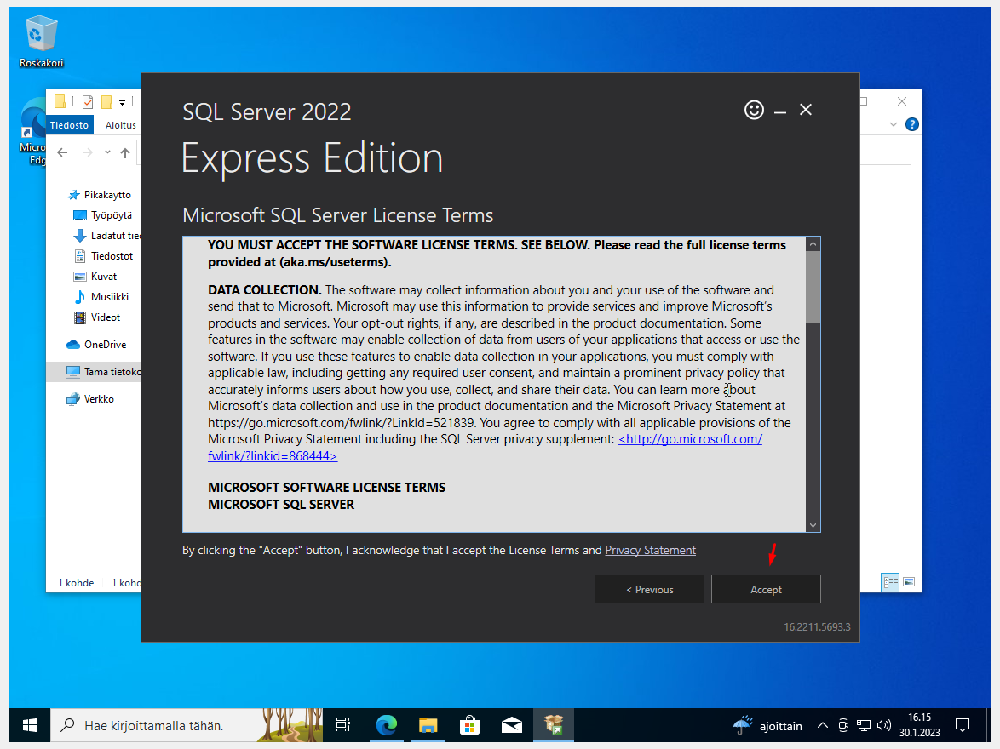 Roskakori
Micro
Edg
Tiedosto
Aloitus
Pikakäyttö
Työpöytä
Ladatut tied
Tiedostot
Kuvat
Musiikki
Videot
OneDrive
Tämä tietoko
Verkko
1 kohde
1 kohd
SQL Server 2022
Express Edition
Microsoft SQL Server License Terms
YOU MUST ACCEPT THE SOFTWARE LICENSE TERMS. SEE BELOW. Please read the full license terms
provided at (aka.ms/useterms).
DATA COLLECTION. The software may collect information about you and your use of the software and
send that to Microsoft. Microsoft may use this information to provide services and improve Microsoft’s
products and services. Your opt-out rights, if any, are described in the product documentation. Some
features in the software may enable collection of data from users of your applications that access or use the
software. If you use these features to enable data collection in your applications, you must comply with
applicable law, including getting any required user consent, and maintain a prominent privacy policy that
accurately informs users about how you use, collect, and share their data. You can learn more about
Microsoft’s data collection and use in the product documentation and the Microsoft Privacy Statement at
https://go.microsoft.com/fwlink/?LinkId=521839. You agree to comply with all applicable provisions of the
Microsoft Privacy Statement including the SQL Server privacy supplement: <http://go.microsoft.com/
fwlink/?linkid=868444>
MICROSOFT SOFTWARE LICENSE TERMS
MICROSOFT SQL SERVER
By clicking the "Accept" button, I acknowledge that I accept the License Terms and Privacy Statement
< Previous
Accept
16.2211.5693.3
Hae kirjoittamalla tähän.
ajoittain
16.15
30.1.2023